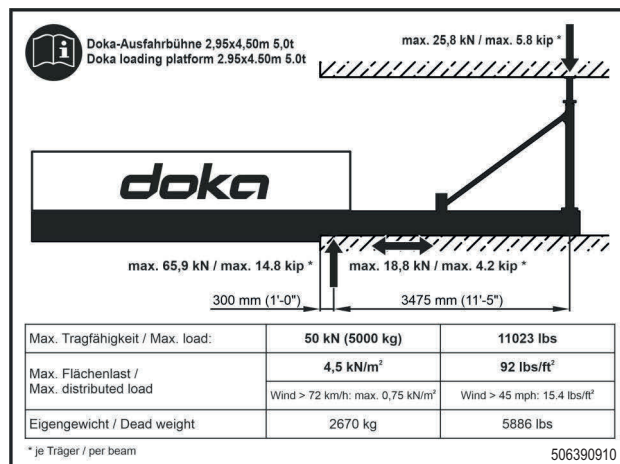 Doka-Ausfahrbühne 2,95x4,50m 5,0t
Doka loading platform 2.95x4.50m 5.0t
max. 25,8 kN / max. 5.8 kip *
doka
max. 65,9 kN / max. 14.8 kip *
max. 18,8 kN / max. 4.2 kip *
300 mm (1'-0")
3475 mm (11'-5")
Max. Tragfähigkeit / Max. load:
50 kN (5000 kg)
11023 lbs
Max. Flächenlast /
Max. distributed load
4,5 kN/m²
92 lbs/ft²
Wind > 72 km/h: max. 0,75 kN/m²
Wind > 45 mph: 15.4 lbs/ft²
Eigengewicht / Dead weight
2670 kg
5886 lbs
* je Träger / per beam
506390910